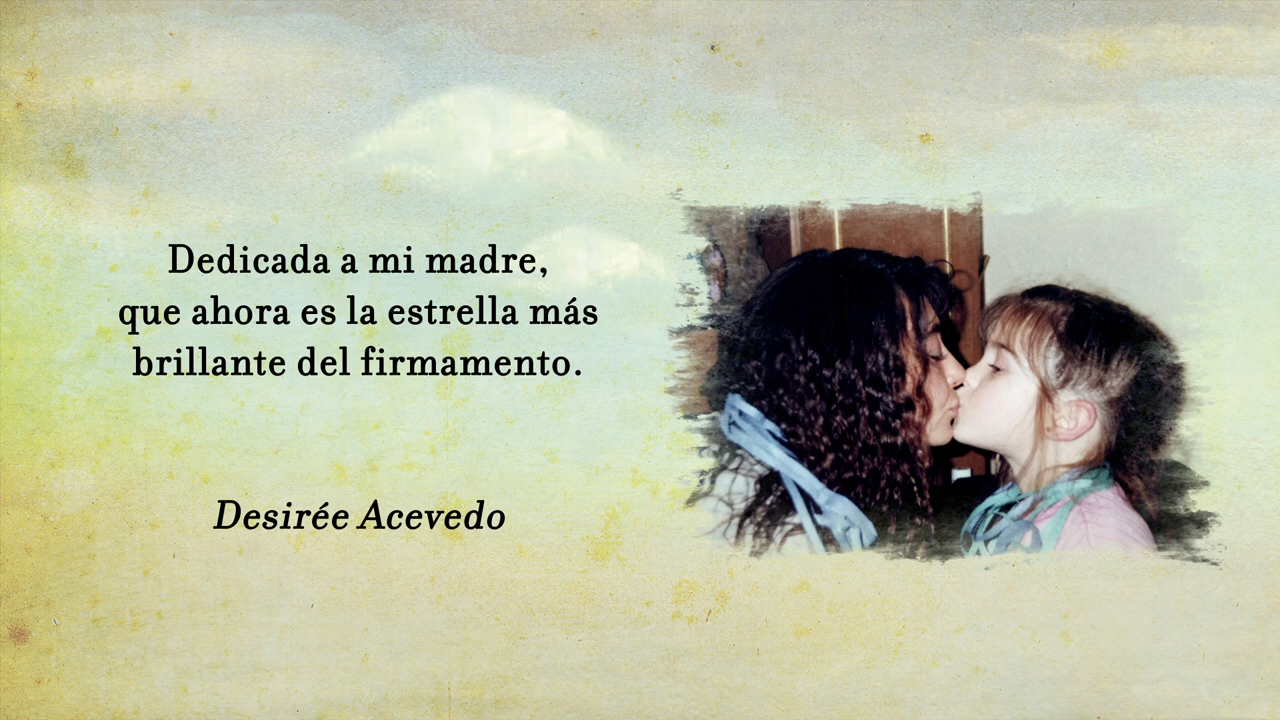 Dedicada a mi madre,
que ahora es la estrella más
brillante del firmamento.
Desirée Acevedo